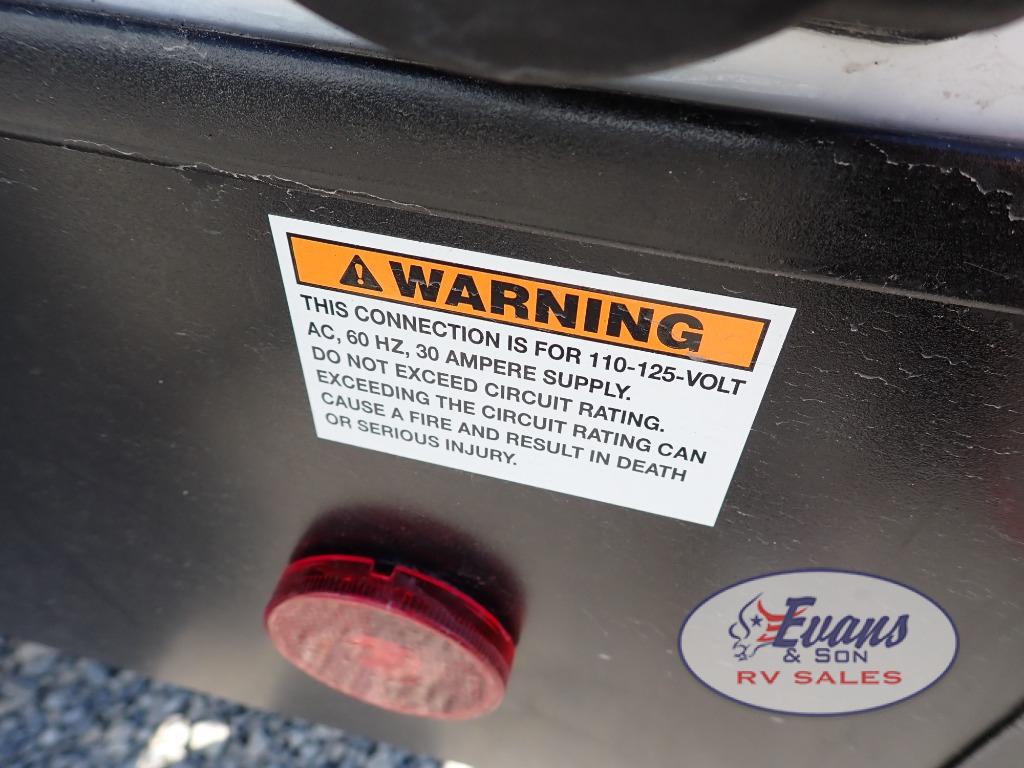 WARNING
THIS CONNECTION IS FOR 110-125-VOLT
AC, 60 HZ, 30 AMPERE SUPPLY.
DO NOT EXCEED CIRCUIT RATING.
EXCEEDING THE CIRCUIT RATING CAN
CAUSE A FIRE AND RESULT IN DEATH
OR SERIOUS INJURY.
Evans
& SON
RV SALES